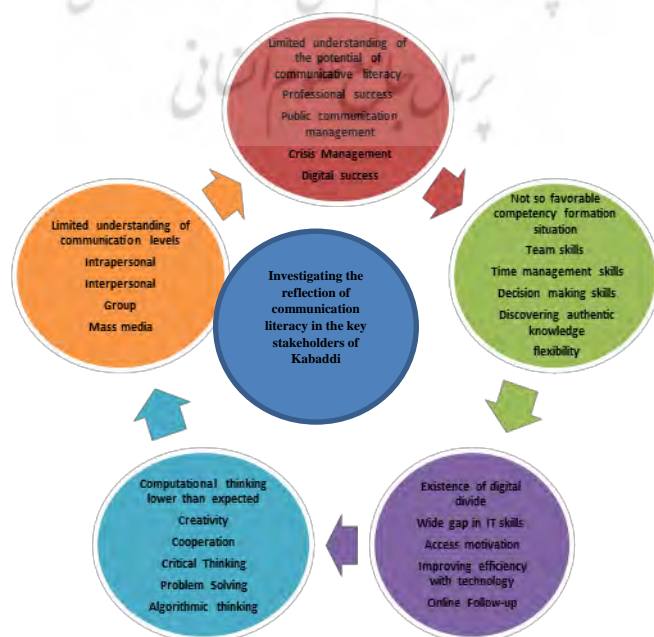 Limited understanding of
the potential of
communicative literacy
Professional success
Public communication
management
Crisis Management
Digital success
Not so favorable
competency formation
situation
Team skills
Time management skills
Decision making skills
Discovering authentic
knowledge
flexibility
Existence of digital
divide
Wide gap in IT skills
Access motivation
Improving efficiency
with technology
Online Follow-up
Computational thinking
lower than expected
Creativity
Cooperation
Critical Thinking
Problem Solving
Algorithmic thinking
Limited understanding of
communication levels
Intrapersonal
Interpersonal
Group
Mass media
Investigating the
reflection of
communication
literacy in the key
stakeholders of
Kabaddi